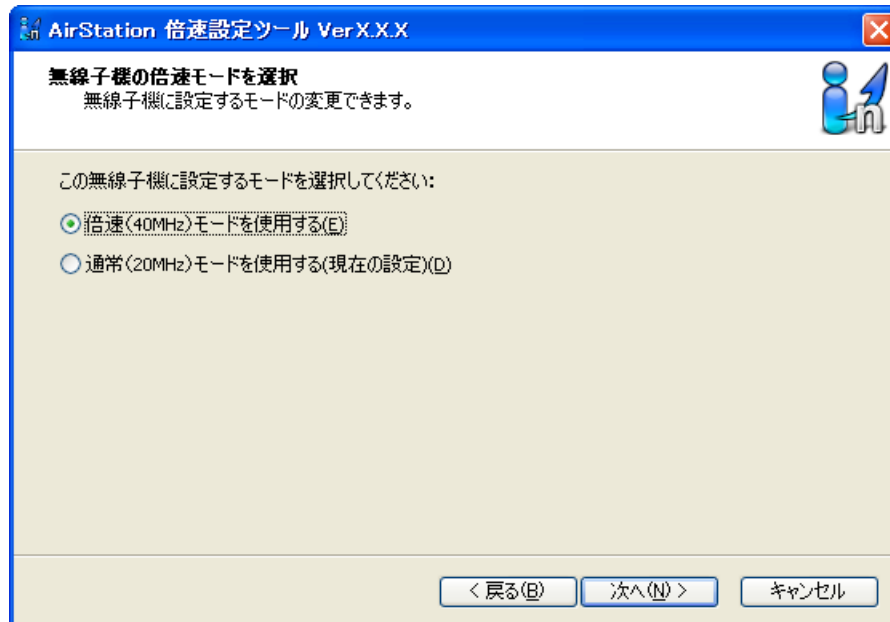 AirStation 倍速設定ツール VerX.X.X
無線子機の倍速モードを選択
無線子機に設定するモードの変更できます。
n
この無線子機に設定するモードを選択してください:
倍速(40MHz)モードを使用する(E)
通常(20MHz)モードを使用する(現在の設定)(D)
< 戻る(B)
次へ(N) >
キャンセル